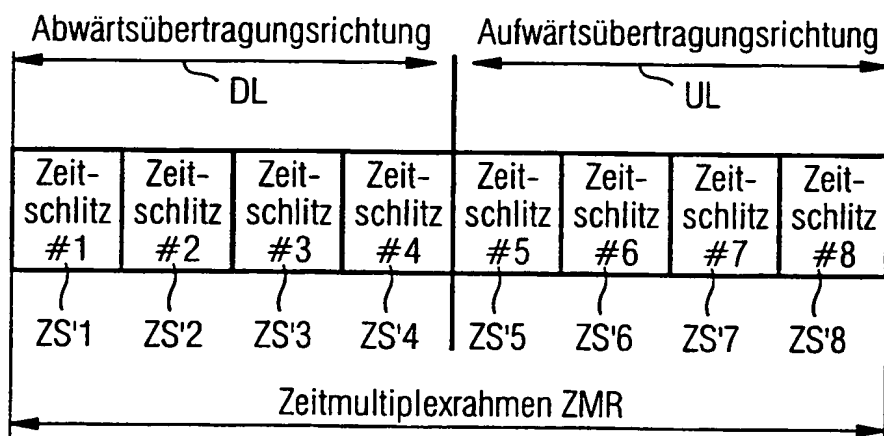 Abwärtsübertragungsrichtung Aufwärtsübertragungsrichtung
DL UL
Zeit- Zeit- Zeit- Zeit- Zeit- Zeit- Zeit- Zeit-
schlitz schlitz schlitz schlitz schlitz schlitz schlitz schlitz
#1 #2 #3 #4 #5 #6 #7 #8
ZS'1 ZS'2 ZS'3 ZS'4 ZS'5 ZS'6 ZS'7 ZS'8
Zeitmultiplexrahmen ZMR